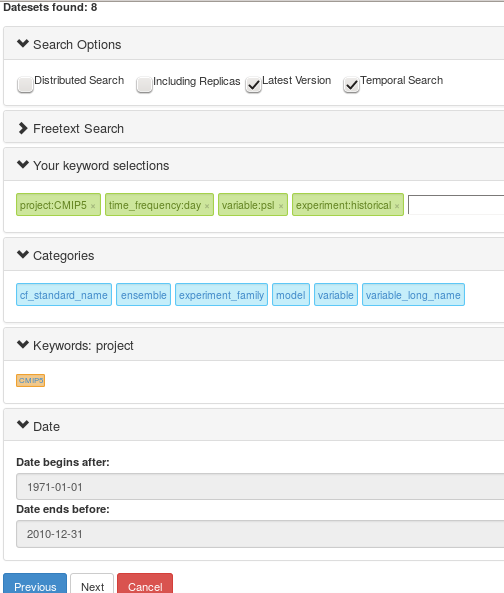 Datesets found: 8
Search Options
Distributed Search Including Replicas Latest Version Temporal Search
Freetext Search
Your keyword selections
project:CMIP5 × time_frequency:day × variable:psl × experiment:historical ×
Categories
cf_standard_name ensemble experiment_family model variable variable_long_name
Keywords: project
CMIP5
Date
Date begins after:
1971-01-01
Date ends before:
2010-12-31
Previous Next Cancel